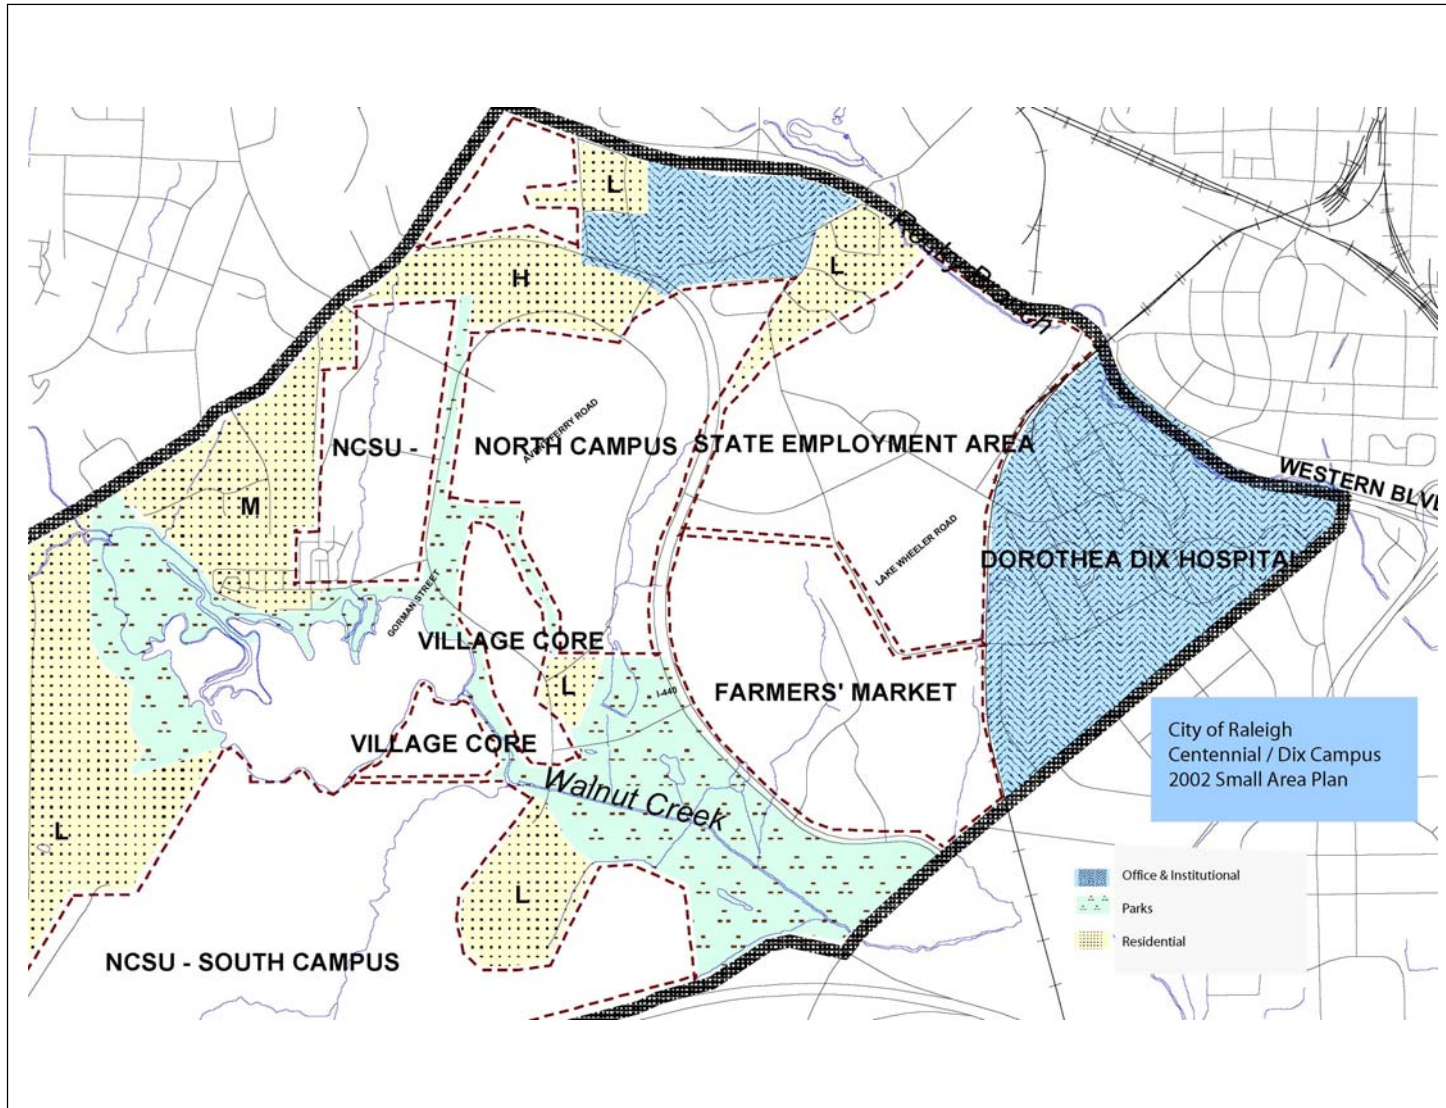 L
Rocky Branch
L
H
AVENT FERRY ROAD
NCSU -
NORTH CAMPUS
STATE EMPLOYMENT AREA
WESTERN BLVD
M
LAKE WHEELER ROAD
DOROTHEA DIX HOSPITAL
GORMAN STREET
VILLAGE CORE
L
I-440
FARMERS' MARKET
VILLAGE CORE
City of Raleigh
Centennial / Dix Campus
2002 Small Area Plan
Walnut Creek
L
Office & Institutional
L
Parks
Residential
NCSU - SOUTH CAMPUS